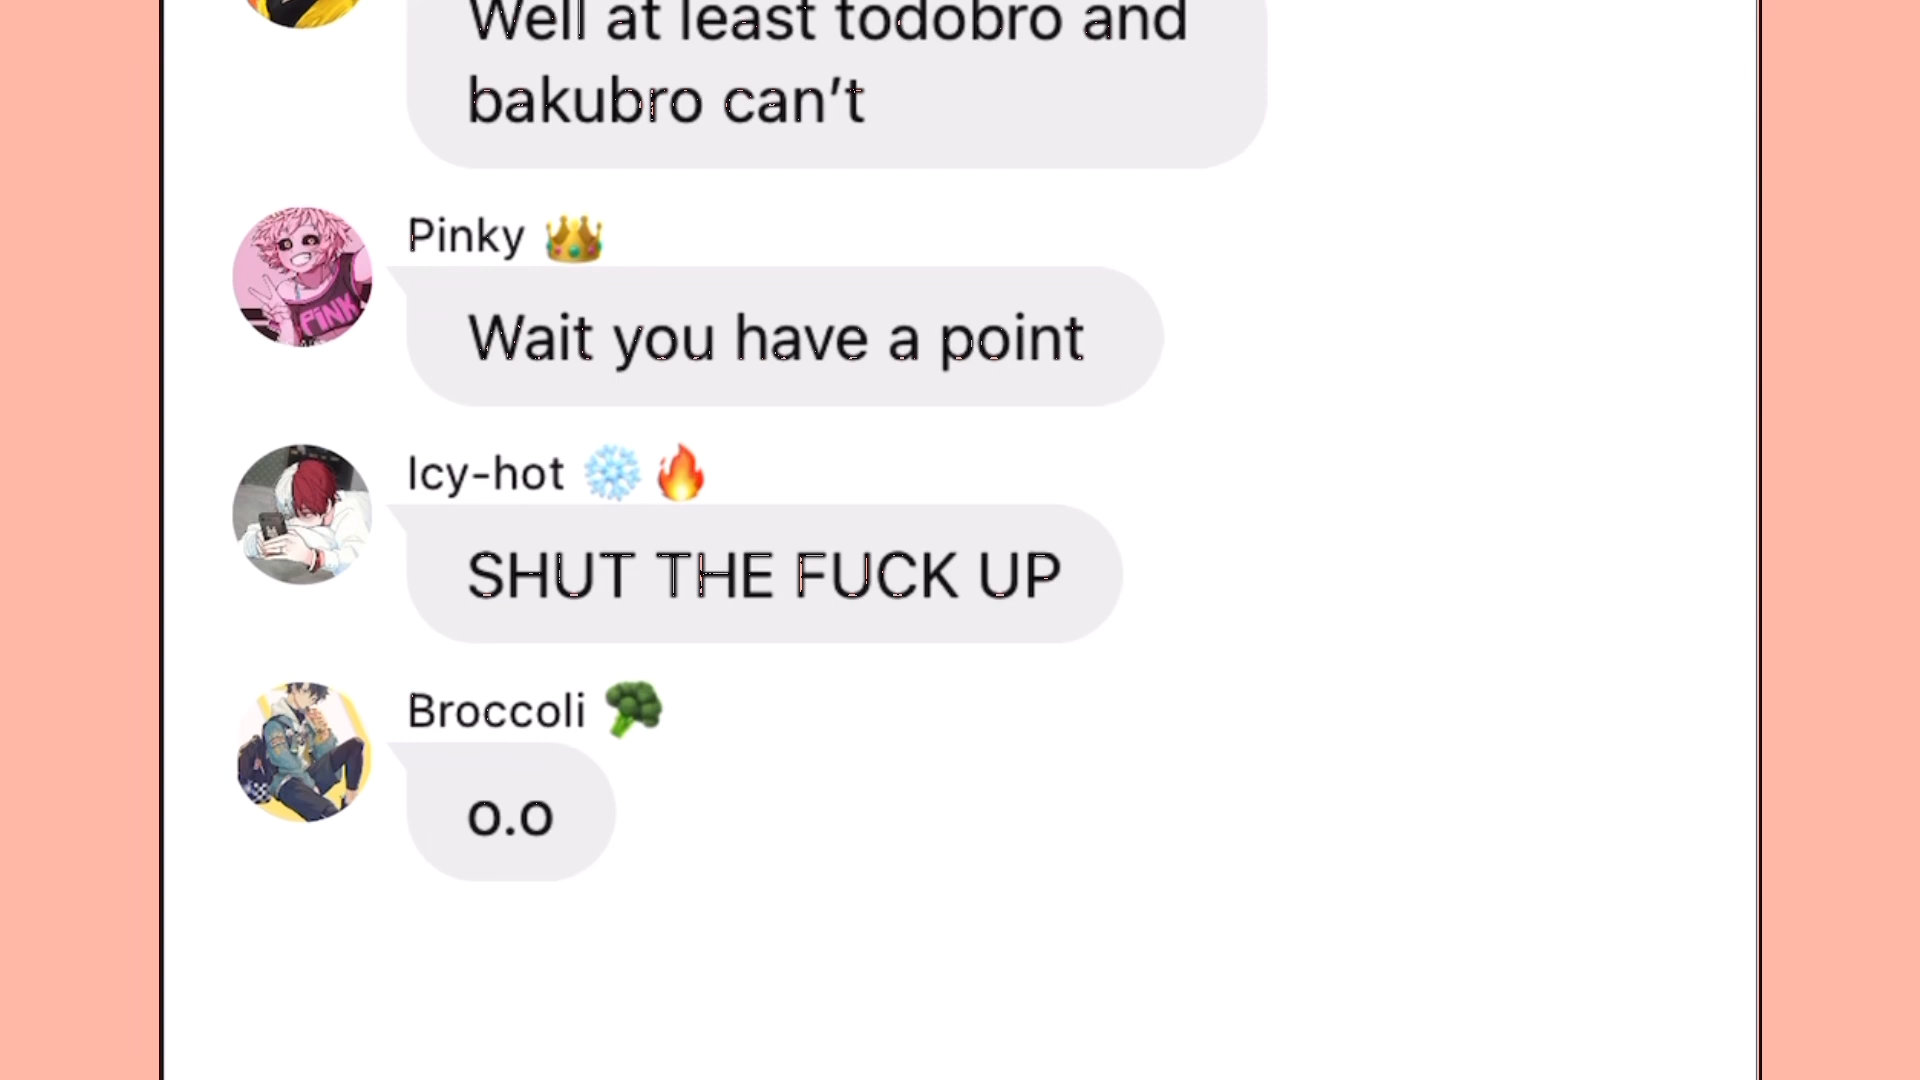 Well at least todobro and
bakubro can’t
Pinky 👑
Wait you have a point
PINK
Icy-hot ❄️🔥
SHUT THE FUCK UP
Broccoli 🥦
o.o